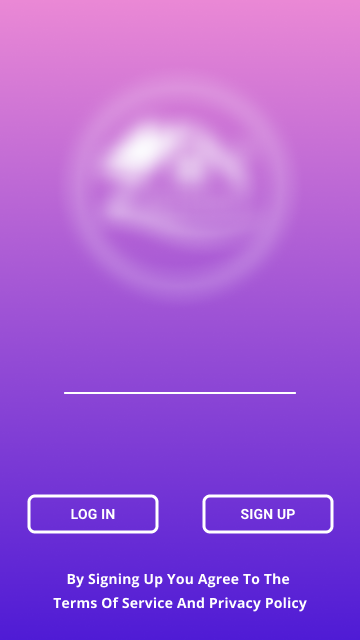 LOG IN
SIGN UP
By Signing Up You Agree To The
Terms Of Service And Privacy Policy